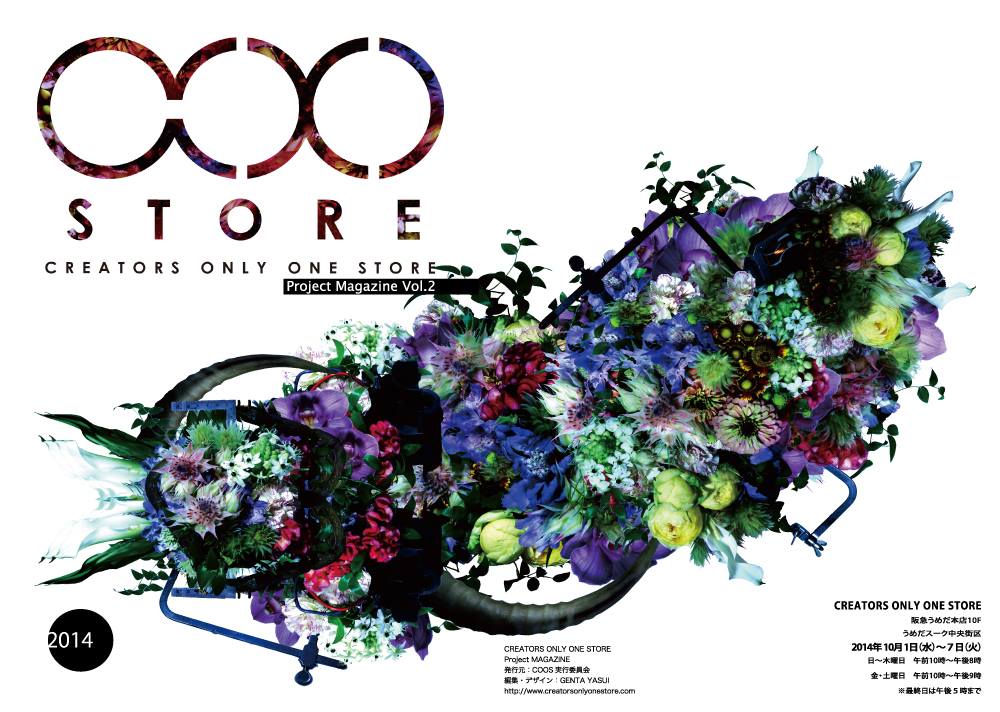 COOO
STORE
CREATORS ONLY ONE STORE
Project Magazine Vol.2
2014
CREATORS ONLY ONE STORE
Project MAGAZINE
発行元：COOS 実行委員会
編集・デザイン：GENTA YASUI
http://www.creatorsonlyonestore.com
CREATORS ONLY ONE STORE
阪急うめだ本店10F
うめだスーク中央街区
2014年10月1日(水)〜7日(火)
日〜木曜日　午前10時〜午後8時
金・土曜日　午前10時〜午後9時
※最終日は午後５時まで